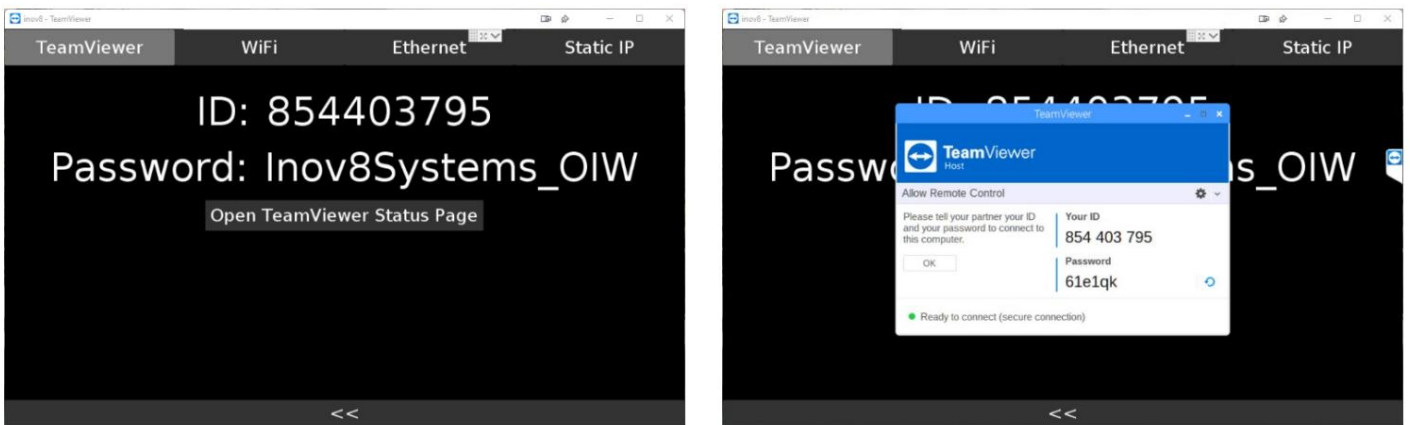 inov8 - TeamViewer
TeamViewer WiFi Ethernet Static IP
ID: 854403795
Password: Inov8Systems_OIW
Open TeamViewer Status Page
<<
inov8 - TeamViewer
TeamViewer WiFi Ethernet Static IP
TeamViewer
TeamViewer
Host
Allow Remote Control
Please tell your partner your ID
and your password to connect to
this computer.
OK
Your ID
854 403 795
Password
61e1qk
Ready to connect (secure connection)
s_OIW
<<